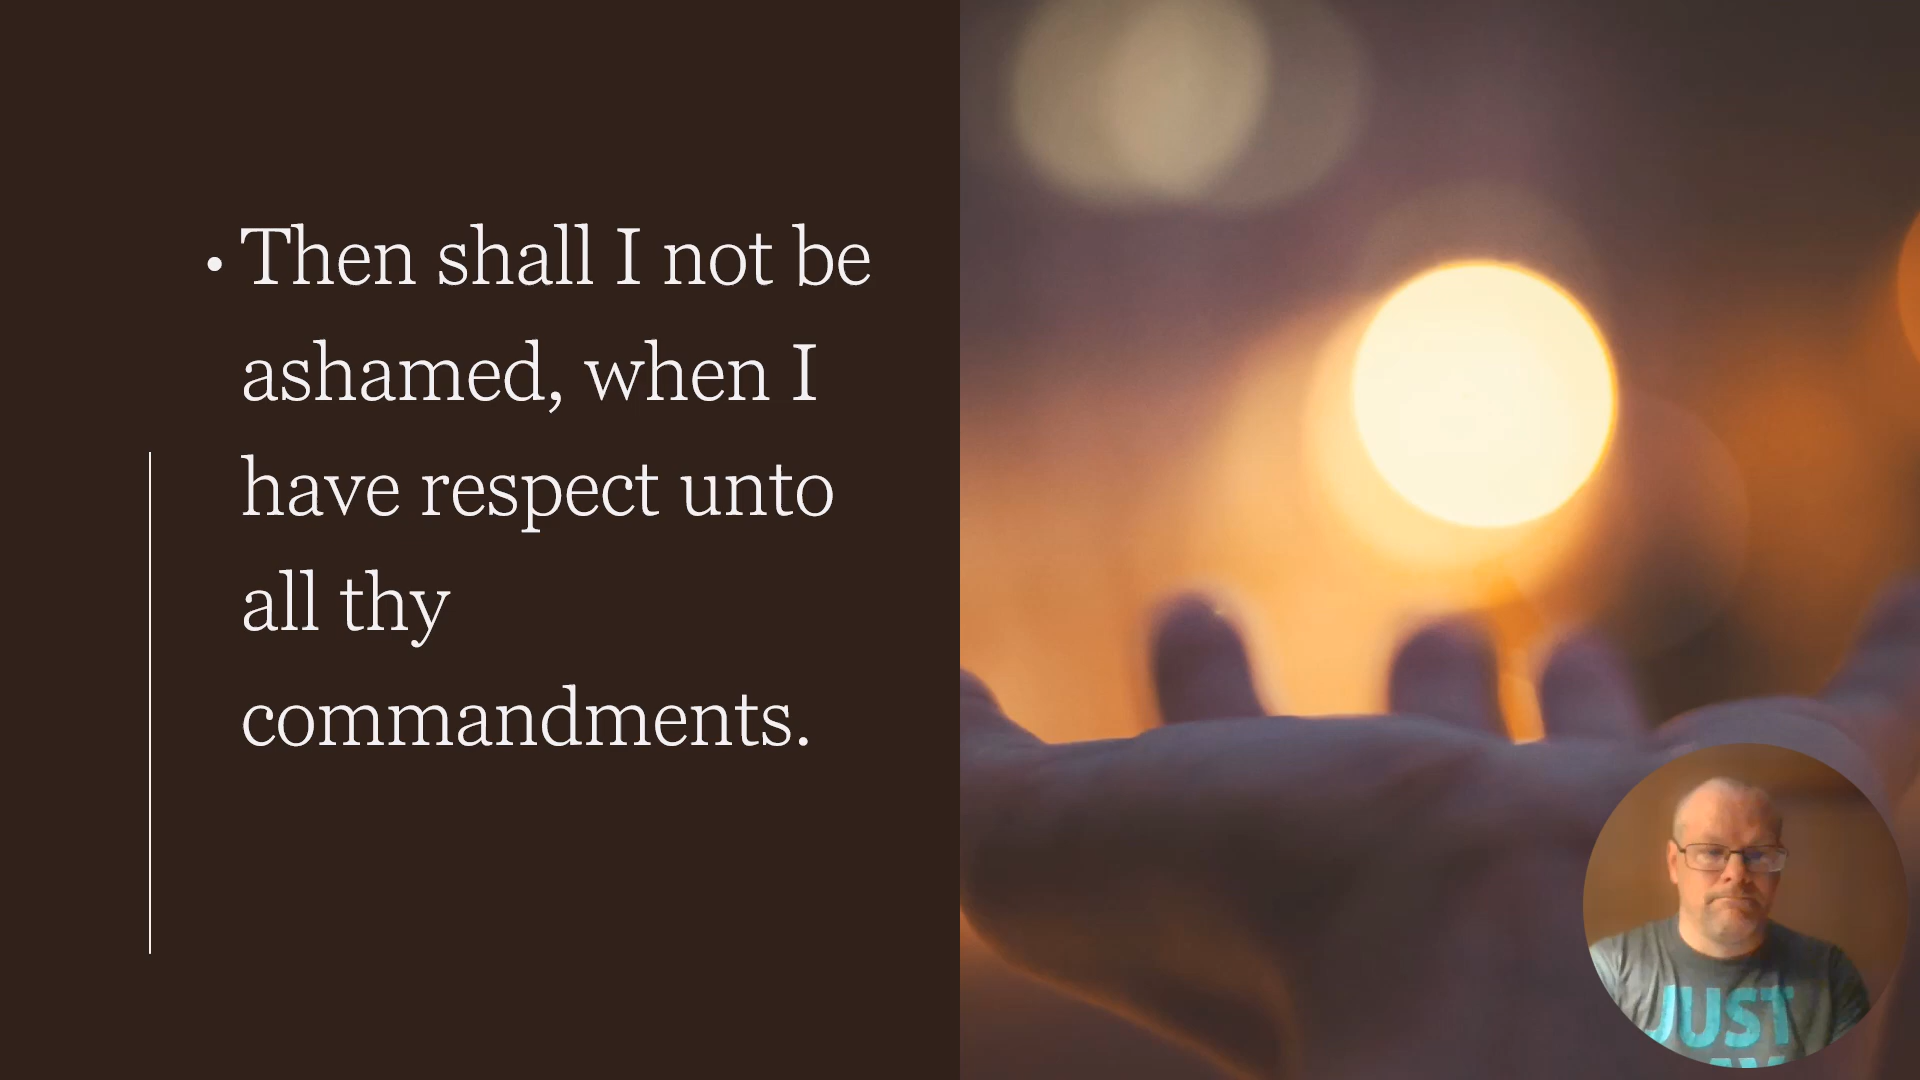 • Then shall I not be
ashamed, when I
have respect unto
all thy
commandments.
JUST